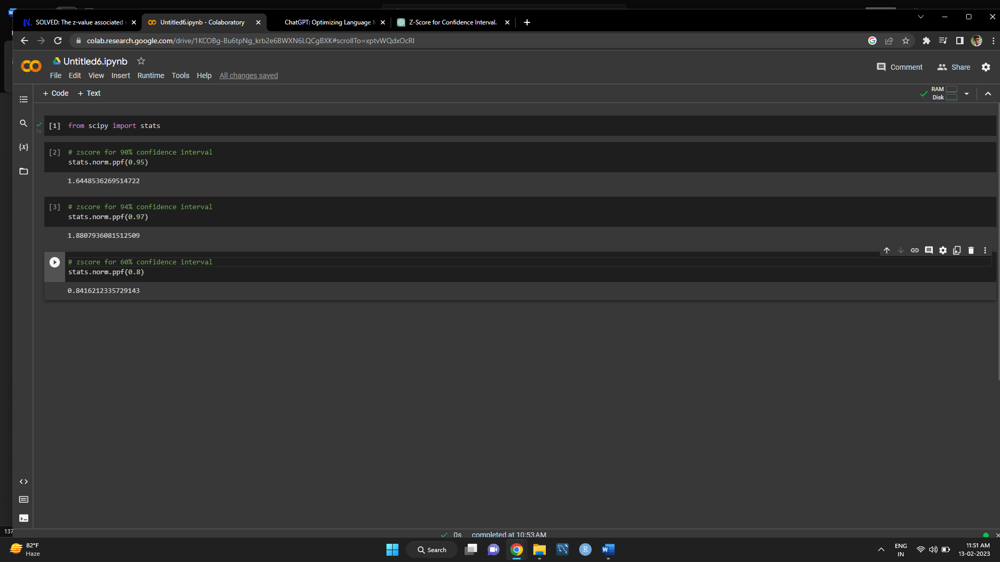 SOLVED: The z-value associated
Untitled6.ipynb - Colaboratory
ChatGPT: Optimizing Language
Z-Score for Confidence Interval.
colab.research.google.com/drive/1KCOBg-Bu6tpNg_krb2e6BWXN6LQCgBXK#scrollTo=xptvWQdxOcRl
Untitled6.ipynb
File Edit View Insert Runtime Tools Help All changes saved
Comment Share
+ Code + Text
RAM
Disk
[1] from scipy import stats
1s
[2] # zscore for 90% confidence interval
stats.norm.ppf(0.95)
1.6448536269514722
[3] # zscore for 94% confidence interval
stats.norm.ppf(0.97)
1.8807936081512509
# zscore for 60% confidence interval
stats.norm.ppf(0.8)
0.8416212335729143
{x}
137
0s completed at 10:53 AM
82°F
Haze
Search
R
W
ENG
IN
11:51 AM
13-02-2023